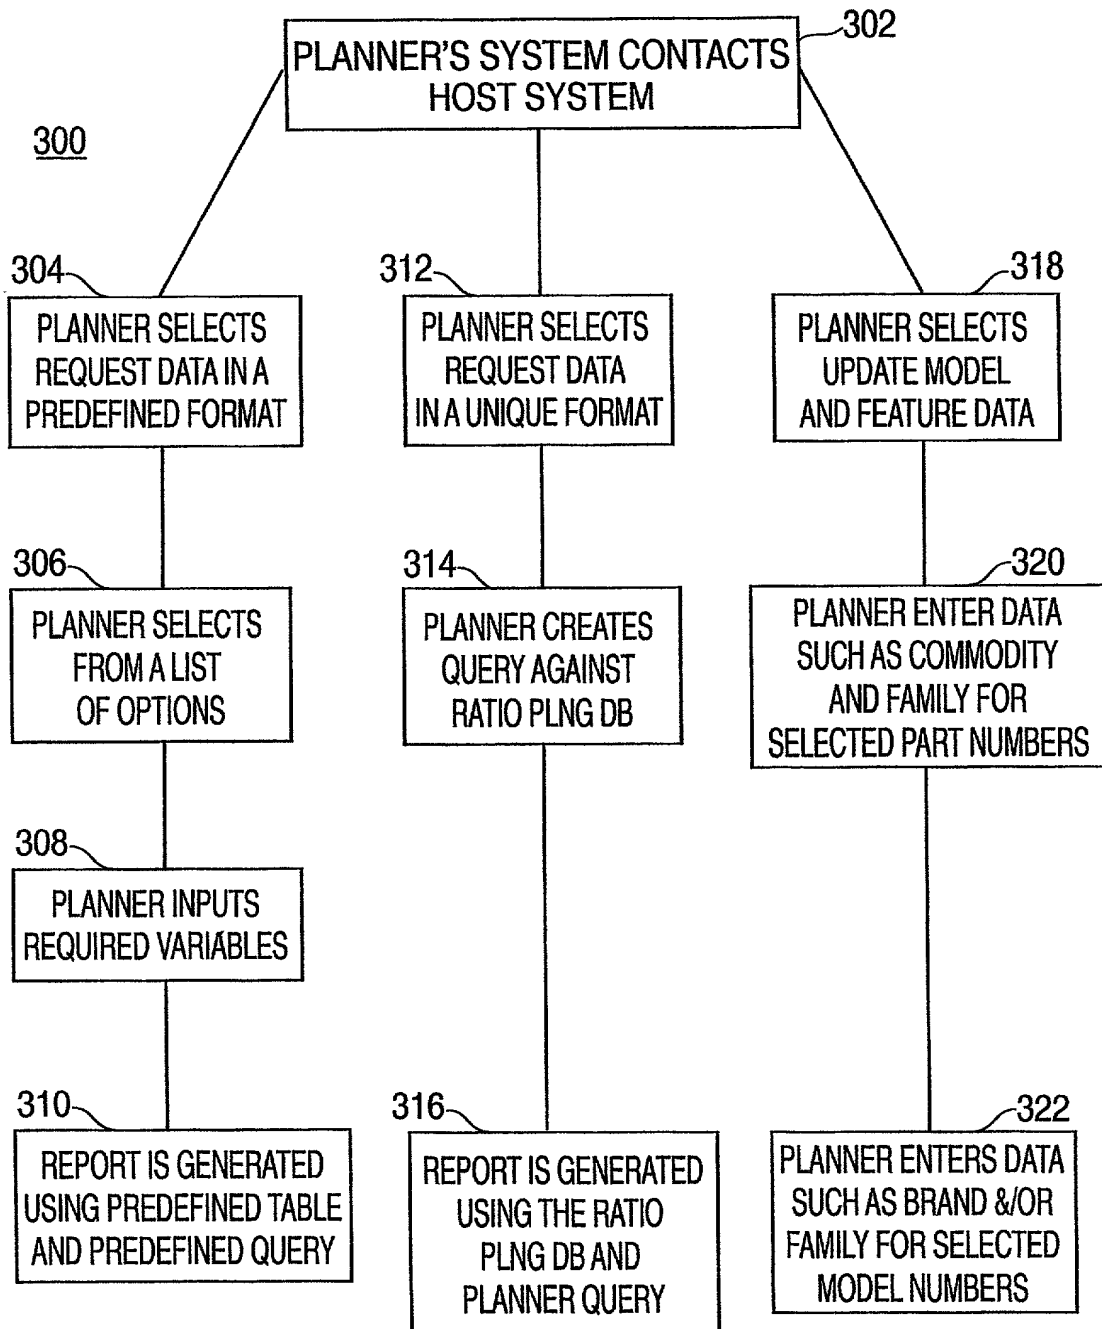 302
PLANNER'S SYSTEM CONTACTS
HOST SYSTEM
300
304
PLANNER SELECTS
REQUEST DATA IN A
PREDEFINED FORMAT
312
PLANNER SELECTS
REQUEST DATA
IN A UNIQUE FORMAT
318
PLANNER SELECTS
UPDATE MODEL
AND FEATURE DATA
306
PLANNER SELECTS
FROM A LIST
OF OPTIONS
314
PLANNER CREATES
QUERY AGAINST
RATIO PLNG DB
320
PLANNER ENTER DATA
SUCH AS COMMODITY
AND FAMILY FOR
SELECTED PART NUMBERS
308
PLANNER INPUTS
REQUIRED VARIABLES
310
REPORT IS GENERATED
USING PREDEFINED TABLE
AND PREDEFINED QUERY
316
REPORT IS GENERATED
USING THE RATIO
PLNG DB AND
PLANNER QUERY
322
PLANNER ENTERS DATA
SUCH AS BRAND &/OR
FAMILY FOR SELECTED
MODEL NUMBERS